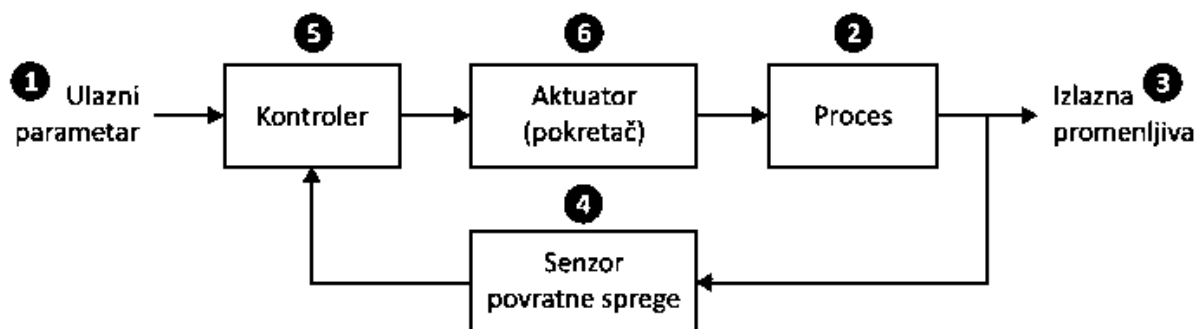 5
6
2
1 Ulazni
parametar
Kontroler
Aktuator
(pokretač)
Proces
Izlazna 3
promenljiva
4
Senzor
povratne sprege